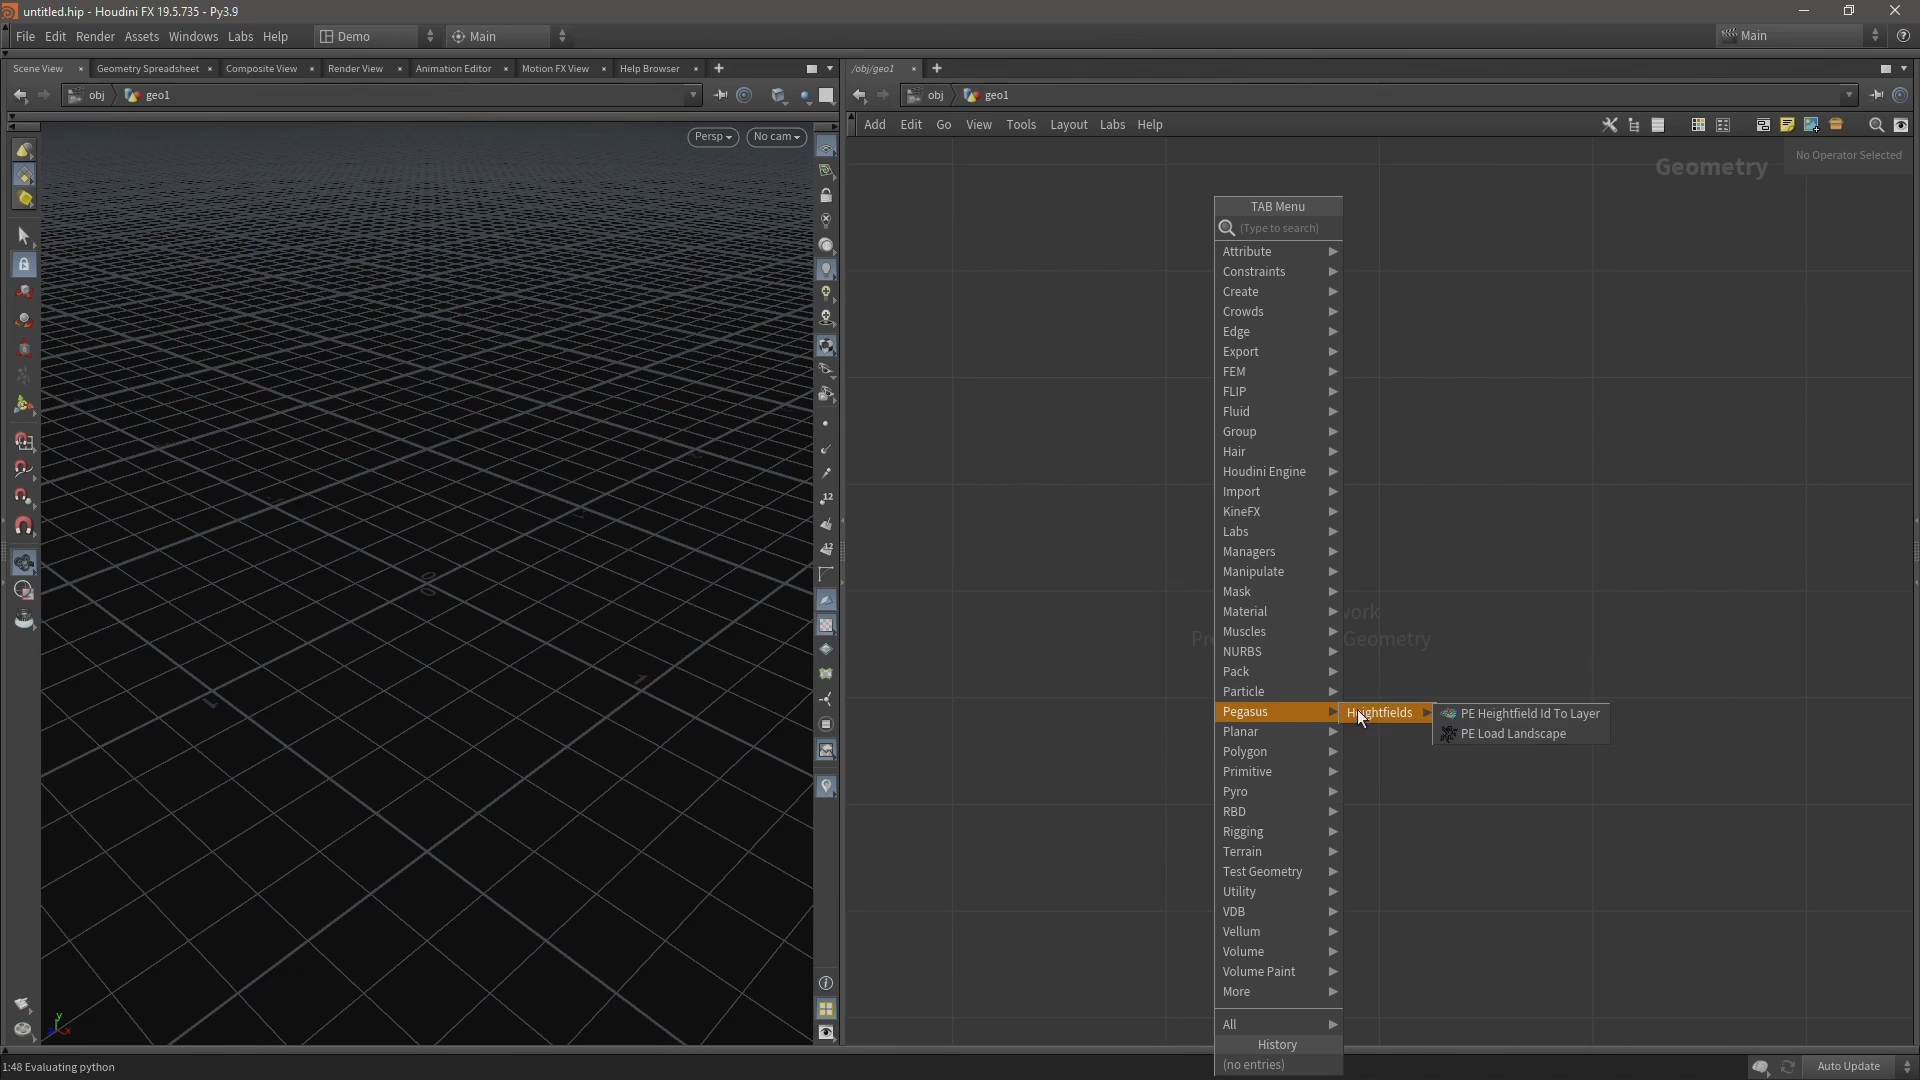 untitled.hip - Houdini FX 19.5.735 - Py3.9
File Edit Render Assets Windows Labs Help Demo Main Main
Scene View Geometry Spreadsheet Composite View Render View Animation Editor Motion FX View Help Browser
/obj/geo1
obj geo1
obj geo1
Add Edit Go View Tools Layout Labs Help
Persp No cam
Geometry
No Operator Selected
TAB Menu
(Type to search)
Attribute
Constraints
Create
Crowds
Edge
Export
FEM
FLIP
Fluid
Group
Hair
Houdini Engine
Import
KineFX
Labs
Managers
Manipulate
Mask
Material
Muscles
NURBS
Pack
Particle
Pegasus
Planar
Polygon
Primitive
Pyro
RBD
Rigging
Terrain
Test Geometry
Utility
VDB
Vellum
Volume
Volume Paint
More
All
History
(no entries)
Heightfields
PE Heightfield Id To Layer
PE Load Landscape
Geometry
12
12
y
x
1:48 Evaluating python
Auto Update